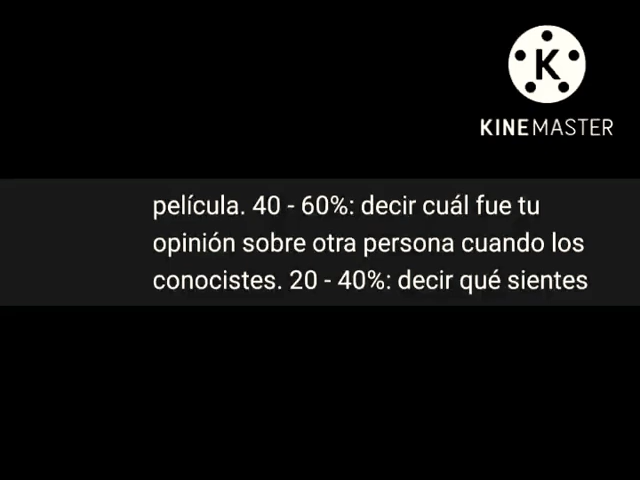 K
KINEMASTER
película. 40 - 60%: decir cuál fue tu
opinión sobre otra persona cuando los
conocistes. 20 - 40%: decir qué sientes